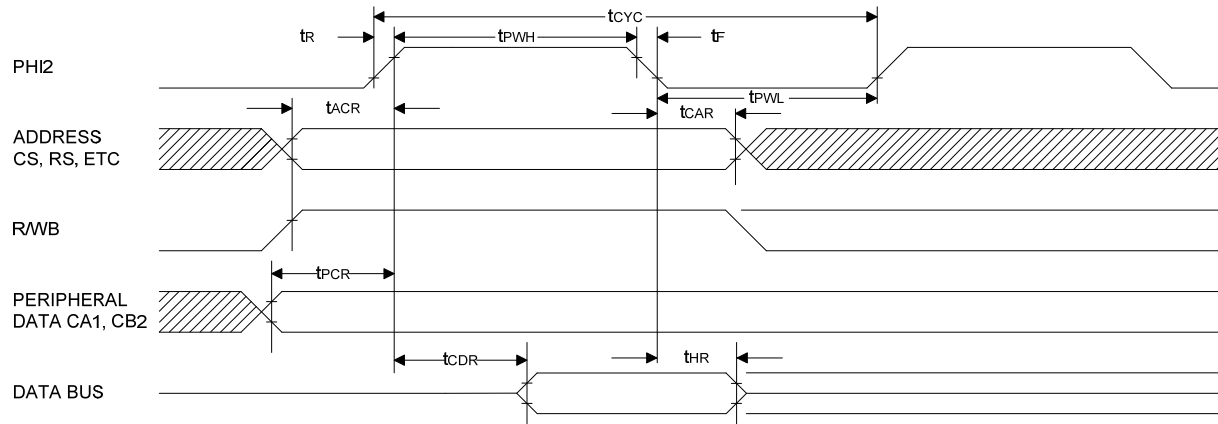 tCYC
tR
tPWH
tF
PHI2
tPWL
tACR
tCAR
ADDRESS
CS, RS, ETC
R/WB
tPCR
PERIPHERAL
DATA CA1, CB2
tCDR
tHR
DATA BUS